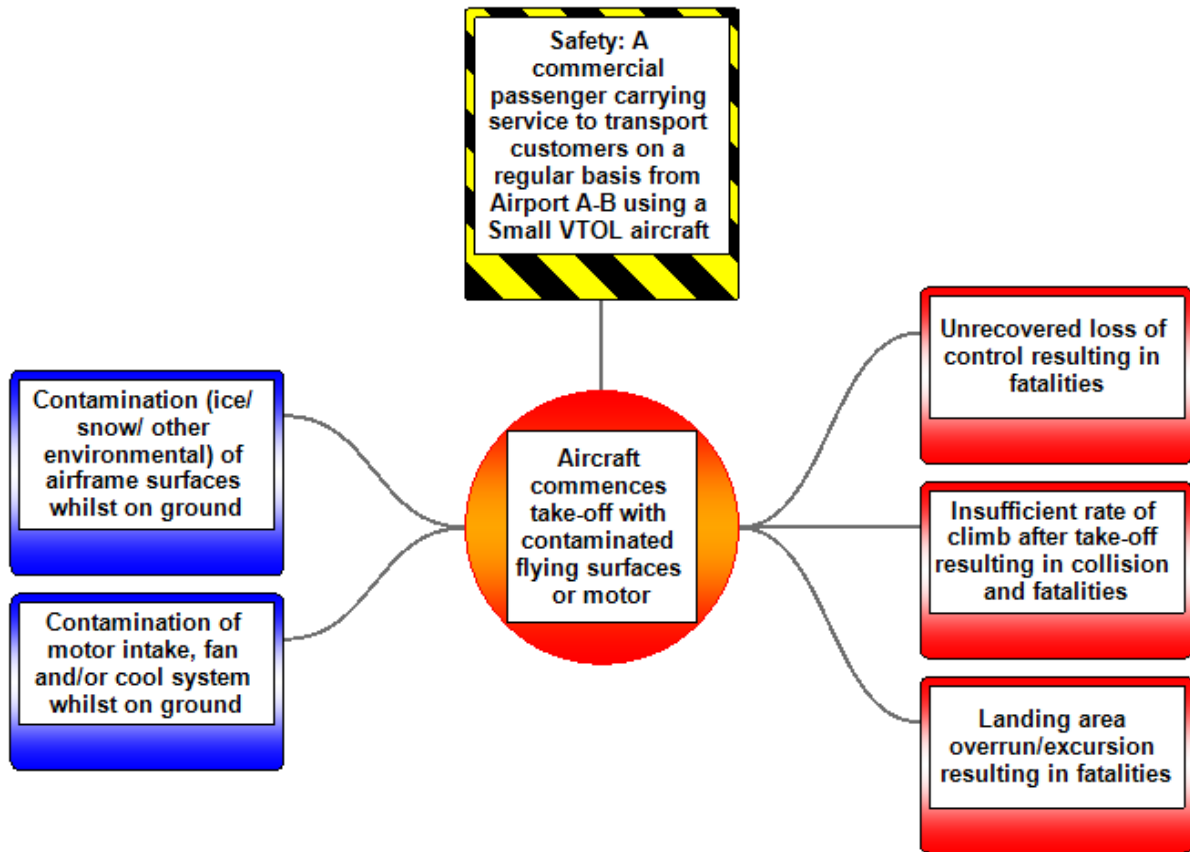 Safety: A
commercial
passenger carrying
service to transport
customers on a
regular basis from
Airport A-B using a
Small VTOL aircraft
Contamination (ice/
snow/ other
environmental) of
airframe surfaces
whilst on ground
Contamination of
motor intake, fan
and/or cool system
whilst on ground
Aircraft
commences
take-off with
contaminated
flying surfaces
or motor
Unrecovered loss of
control resulting in
fatalities
Insufficient rate of
climb after take-off
resulting in collision
and fatalities
Landing area
overrun/excursion
resulting in fatalities